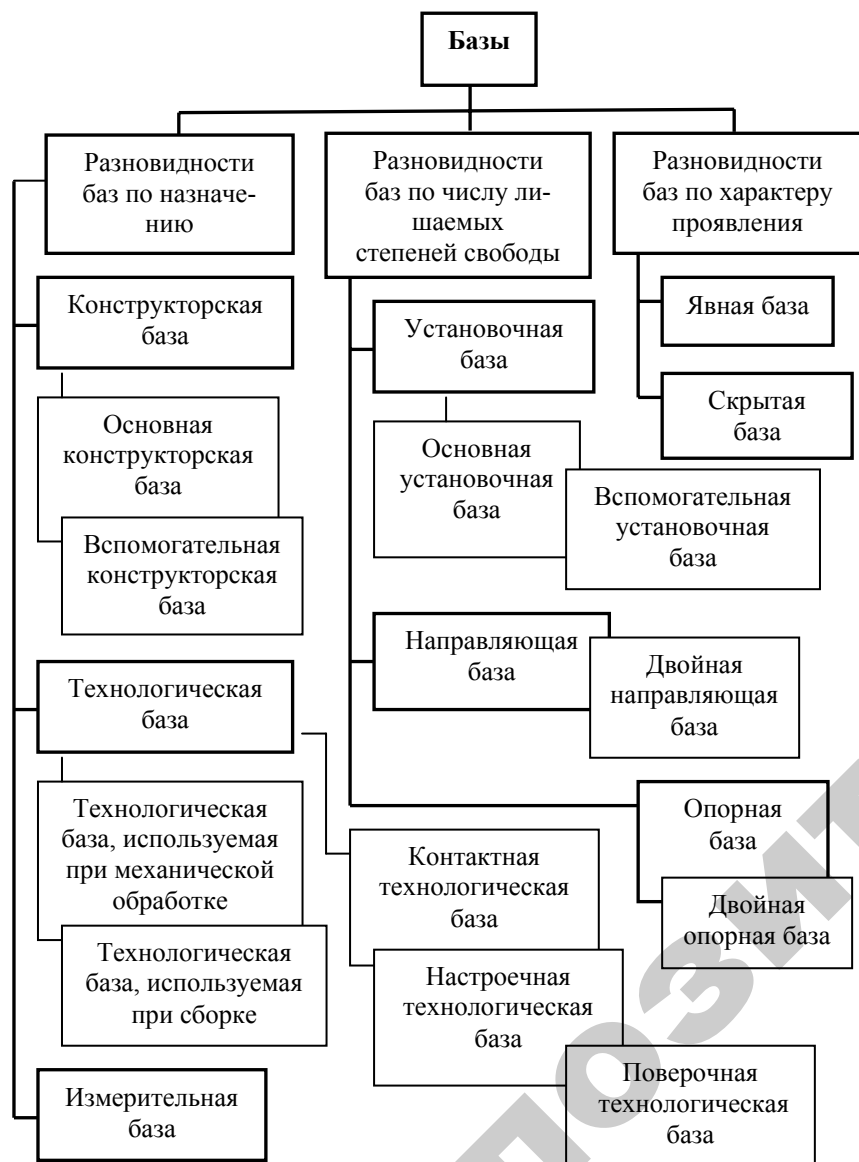 Базы
Разновидности
баз по назначе-
нию
Разновидности
баз по числу ли-
шаемых
степеней свободы
Разновидности
баз по характеру
проявления
Конструкторская
база
Основная
конструкторская
база
Вспомогательная
конструкторская
база
Технологическая
база
Технологическая
база, используемая
при механической
обработке
Технологическая
база, используемая
при сборке
Контактная
технологическая
база
Настроечная
технологическая
база
Поверочная
технологическая
база
Измерительная
база
Установочная
база
Основная
установочная
база
Вспомогательная
установочная
база
Направляющая
база
Двойная
направляющая
база
Опорная
база
Двойная
опорная база
Явная база
Скрытая
база